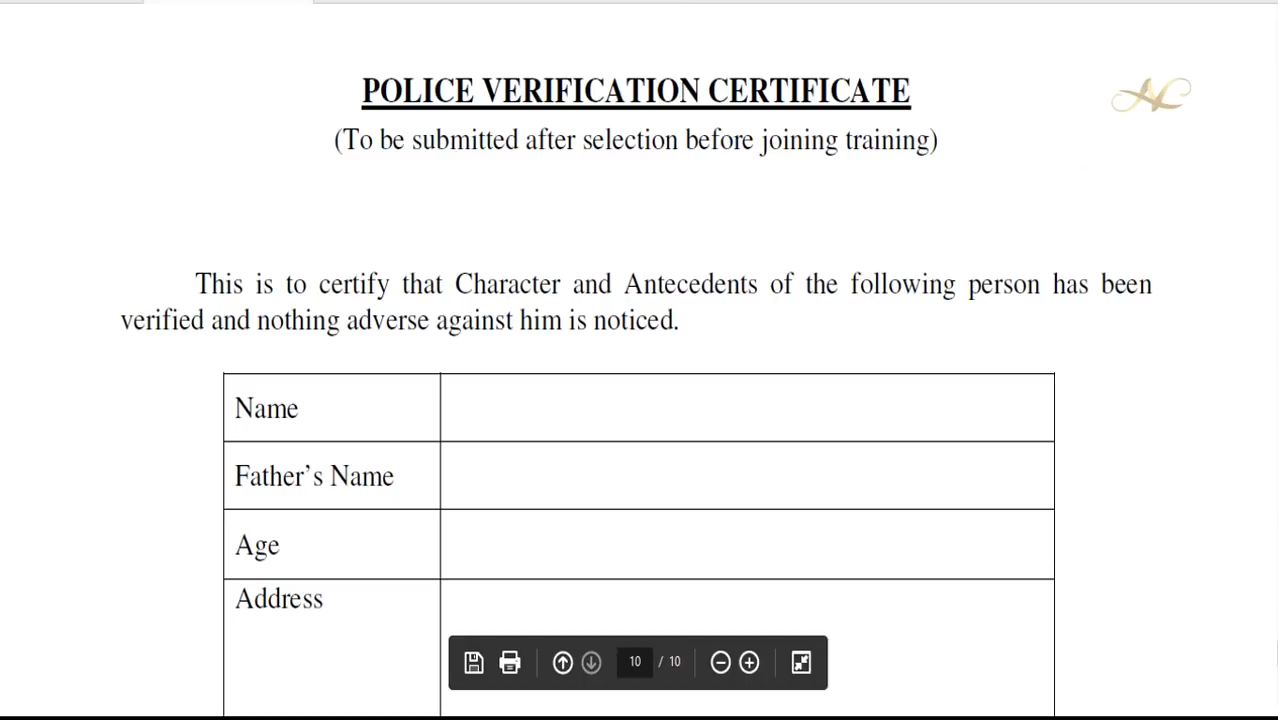 POLICE VERIFICATION CERTIFICATE
(To be submitted after selection before joining training)
This is to certify that Character and Antecedents of the following person has been
verified and nothing adverse against him is noticed.
Name
Father’s Name
Age
Address
10 / 10